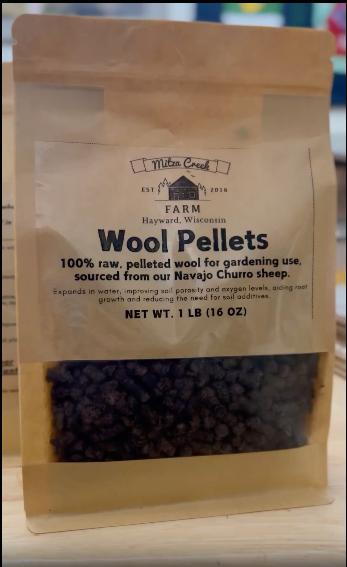 Mitza Creek
EST 2016
FARM
Hayward, Wisconsin
Wool Pellets
100% raw, pelleted wool for gardening use,
sourced from our Navajo Churro sheep.
Expands in water, improving soil porosity and oxygen levels, aiding root
growth and reducing the need for soil additives.
NET WT. 1 LB (16 OZ)